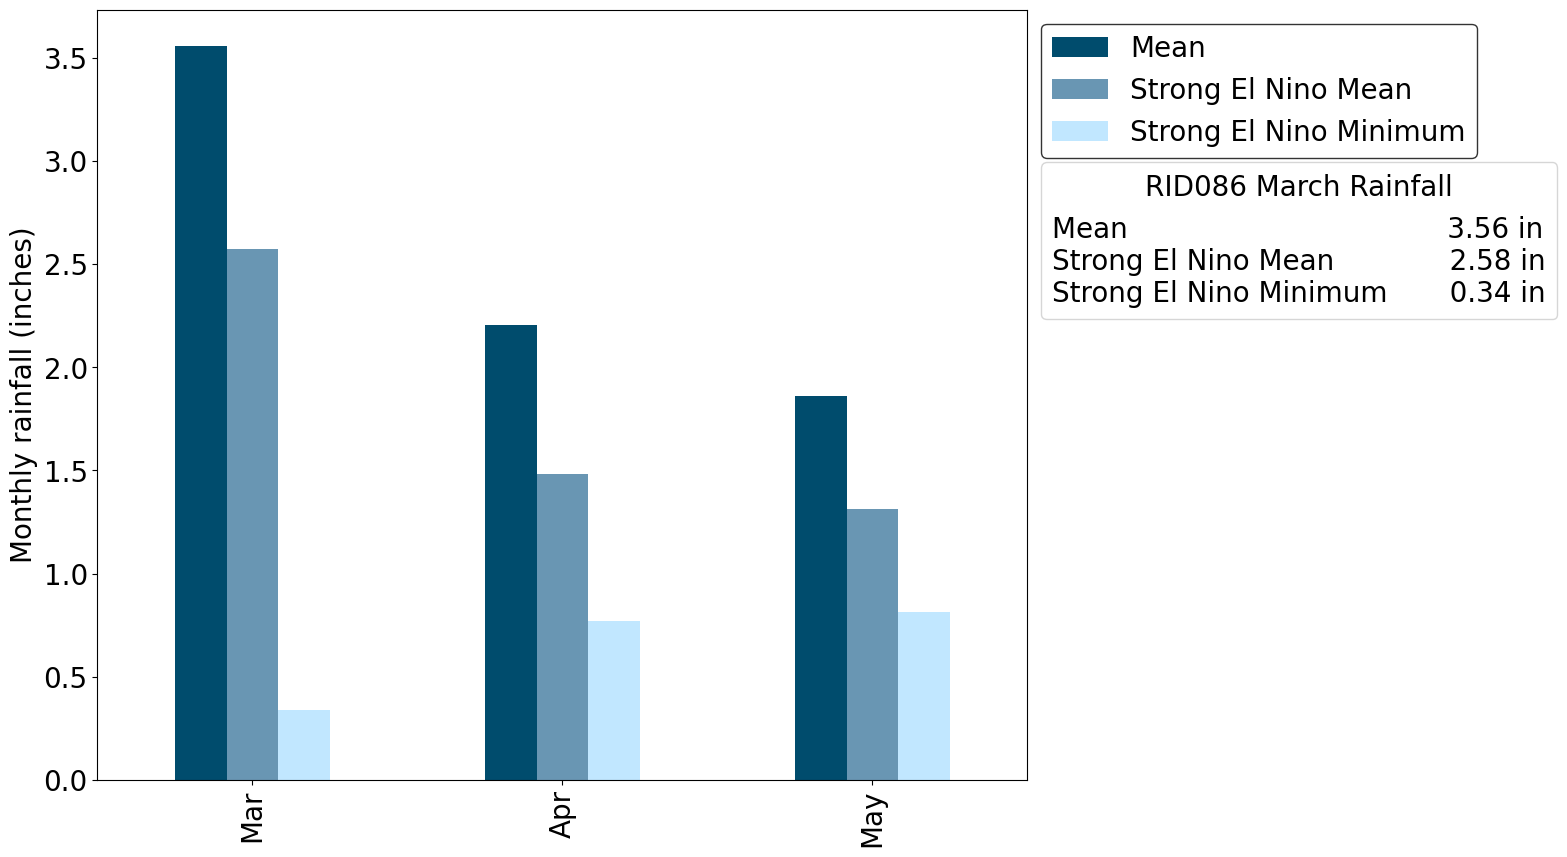 Monthly rainfall (inches)
3.5
3.0
2.5
2.0
1.5
1.0
0.5
0.0
Mar
Apr
May
Mean
Strong El Nino Mean
Strong El Nino Minimum
RID086 March Rainfall
Mean 3.56 in
Strong El Nino Mean 2.58 in
Strong El Nino Minimum 0.34 in